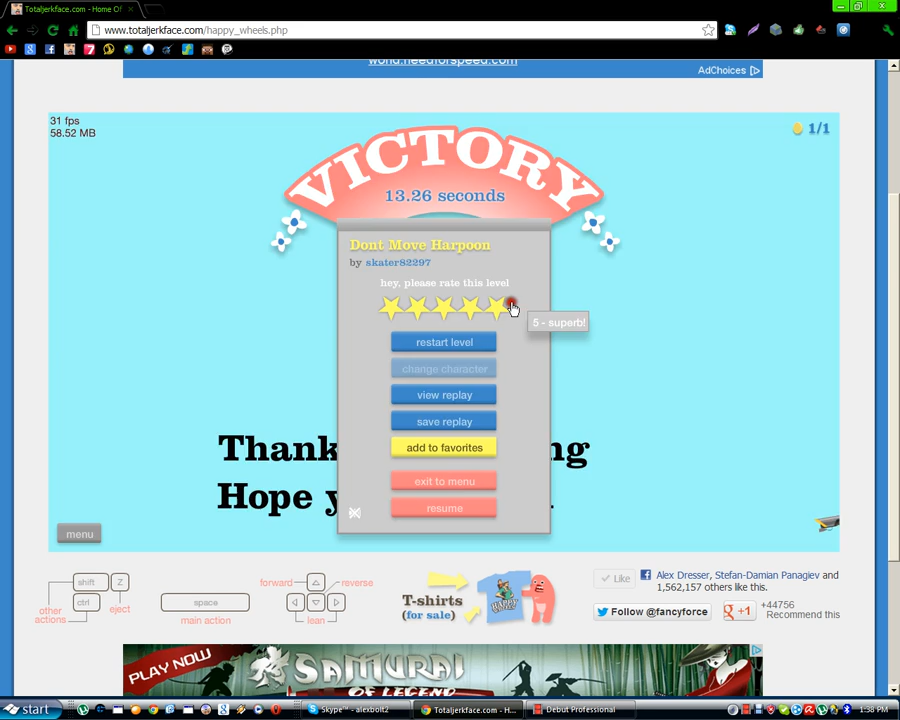 Totaljerkface.com - Home Of
www.totaljerkface.com/happy_wheels.php
world.needforspeed.com
AdChoices
31 fps
58.52 MB
1/1
VICTORY
13.26 seconds
Dont Move Harpoon
by skater82297
hey, please rate this level
5 - superb!
restart level
change character
view replay
save replay
add to favorites
exit to menu
resume
Thank ng
Hope y
menu
shift Z
ctrl
other actions
eject
space
main action
forward
reverse
lean
T-shirts
(for sale)
HAPPY
Like
Alex Dresser, Stefan-Damian Panagiev and
1,562,157 others like this.
Follow @fancyforce
+1
+44756
Recommend this
PLAY NOW
SAMURAI
OF LEGEND
start
Skype™ - alexbolt2
Totaljerkface.com - H...
Debut Professional
1:38 PM